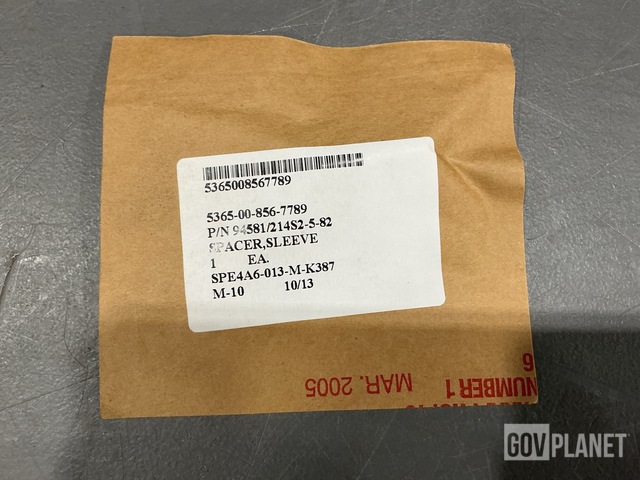 5365008567789
5365-00-856-7789
P/N 94581/214S2-5-82
SPACER,SLEEVE
1 EA.
SPE4A6-013-M-K387
M-10 10/13
6
NUMBER 1
MAR. 2005
GOVPLANET